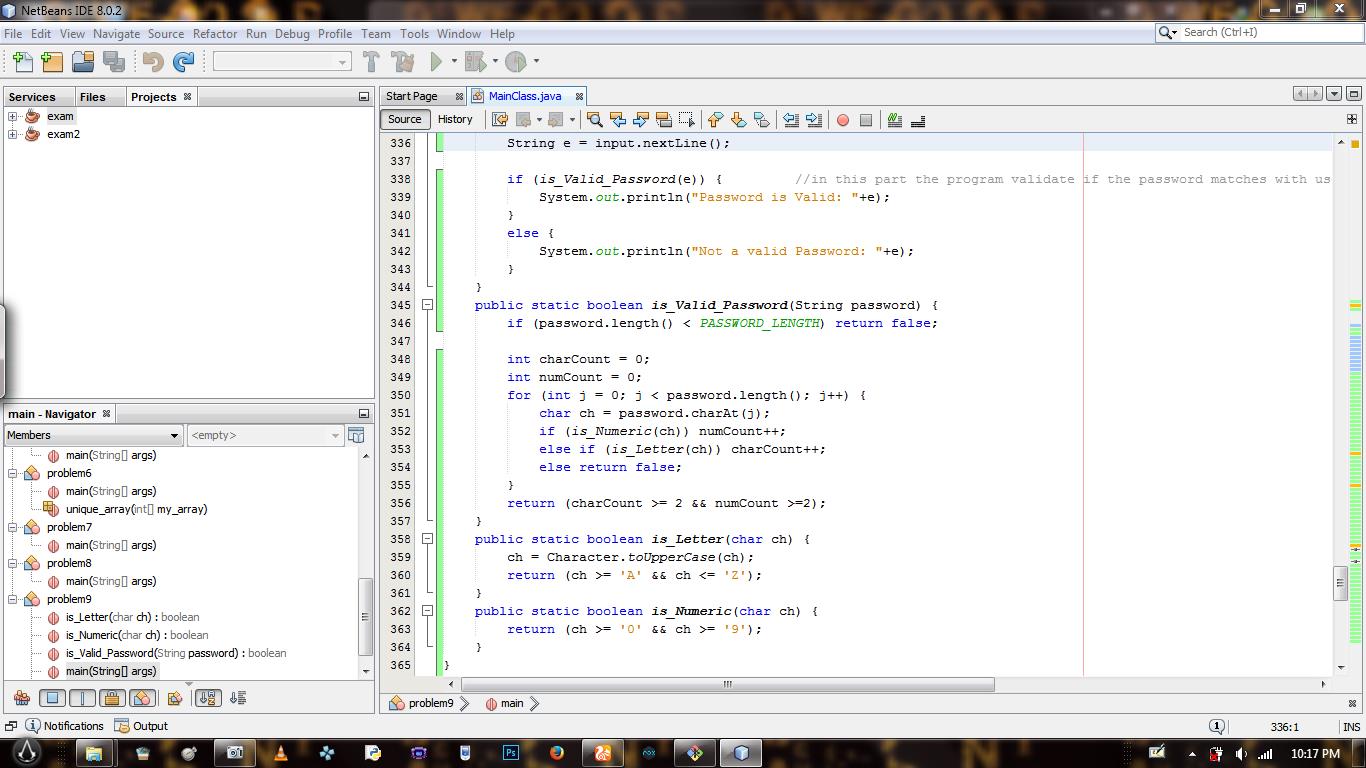 NetBeans IDE 8.0.2
File Edit View Navigate Source Refactor Run Debug Profile Team Tools Window Help
Search (Ctrl+I)
Services Files Projects
exam
exam2
main - Navigator
Members <empty>
main(String[] args)
problem6
main(String[] args)
unique_array(int[] my_array)
problem7
main(String[] args)
problem8
main(String[] args)
problem9
is_Letter(char ch) : boolean
is_Numeric(char ch) : boolean
is_Valid_Password(String password) : boolean
main(String[] args)
Start Page MainClass.java
Source History
336 String e = input.nextLine();
337
338 if (is_Valid_Password(e)) { //in this part the program validate if the password matches with us
339 System.out.println("Password is Valid: "+e);
340 }
341 else {
342 System.out.println("Not a valid Password: "+e);
343 }
344 }
345 public static boolean is_Valid_Password(String password) {
346 if (password.length() < PASSWORD_LENGTH) return false;
347
348 int charCount = 0;
349 int numCount = 0;
350 for (int j = 0; j < password.length(); j++) {
351 char ch = password.charAt(j);
352 if (is_Numeric(ch)) numCount++;
353 else if (is_Letter(ch)) charCount++;
354 else return false;
355 }
356 return (charCount >= 2 && numCount >=2);
357 }
358 public static boolean is_Letter(char ch) {
359 ch = Character.toUpperCase(ch);
360 return (ch >= 'A' && ch <= 'Z');
361 }
362 public static boolean is_Numeric(char ch) {
363 return (ch >= '0' && ch >= '9');
364 }
365 }
problem9 main
Notifications Output
1 336:1 INS
Ps
10:17 PM